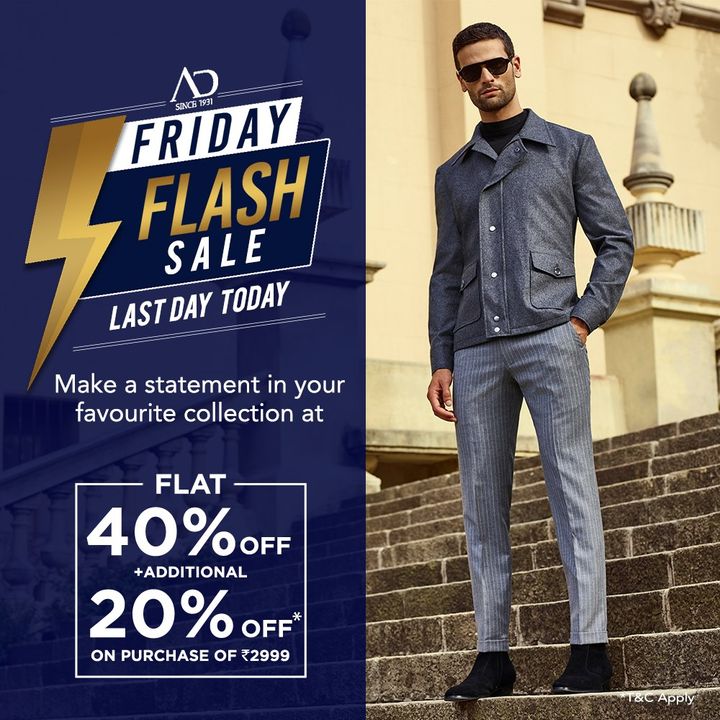 AD
SINCE 1931
FRIDAY
FLASH
SALE
LAST DAY TODAY
Make a statement in your
favourite collection at
FLAT
40% OFF
+ADDITIONAL
20% OFF*
ON PURCHASE OF ₹2999
*T&C Apply